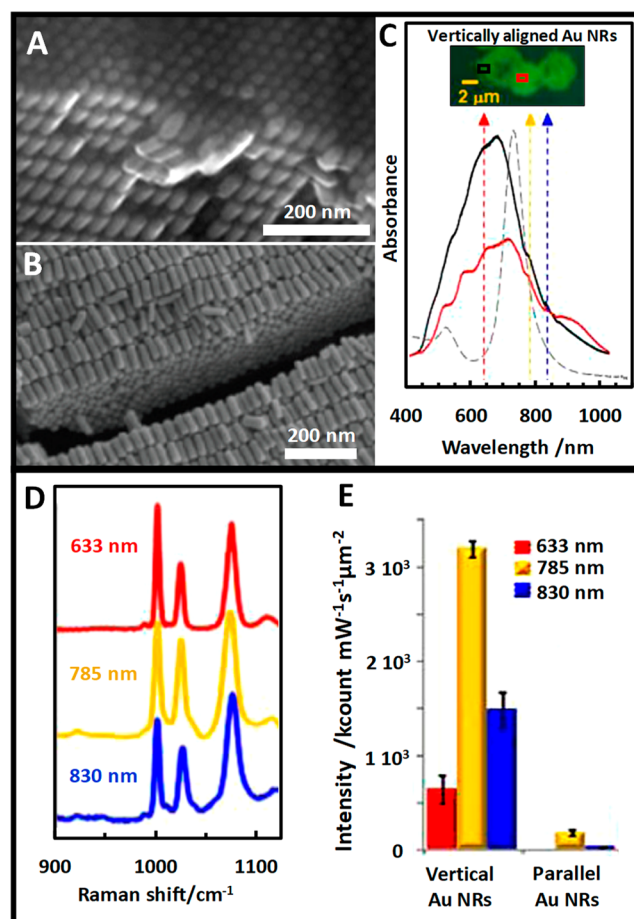 A
200 nm
B
200 nm
C
Vertically aligned Au NRs
2 µm
Absorbance
400 600 800 1000
Wavelength /nm
D
633 nm
785 nm
830 nm
900 1000 1100
Raman shift/cm⁻¹
E
633 nm
785 nm
830 nm
Intensity /kcount mW⁻¹s⁻¹µm⁻²
3 10³
2 10³
1 10³
0
Vertical
Au NRs
Parallel
Au NRs